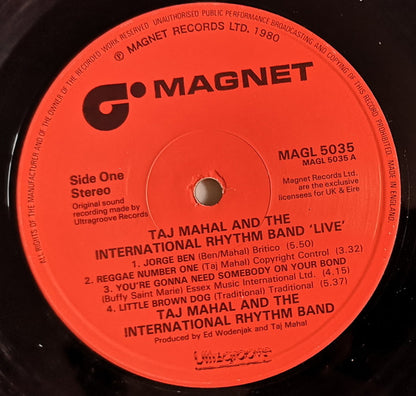 ALL RIGHTS OF THE MANUFACTURER AND OF THE OWNER OF THE RECORDED WORK RESERVED UNAUTHORISED PUBLIC PERFORMANCE BROADCASTING AND COPYING OF THIS RECORD PROHIBITED. MADE IN ENGLAND.
℗ MAGNET RECORDS LTD. 1980
MAGNET
MAGL 5035
MAGL 5035 A
Side One
Stereo
Original sound
recording made by
Ultragroove Records
Magnet Records Ltd.
are the exclusive
licensees for
UK & Eire
TAJ MAHAL AND THE
INTERNATIONAL RHYTHM BAND 'LIVE'
1. JORGE BEN (Ben/Mahal) Britico (5.50)
2. REGGAE NUMBER ONE (Taj Mahal) Copyright Control (3.32)
3. YOU'RE GONNA NEED SOMEBODY ON YOUR BOND
(Buffy Saint Marie) Essex Music International Ltd. (4.15)
4. LITTLE BROWN DOG (Traditional) Traditional (5.37)
TAJ MAHAL AND THE
INTERNATIONAL RHYTHM BAND
Produced by Ed Wodenjak and Taj Mahal
Ultragroove